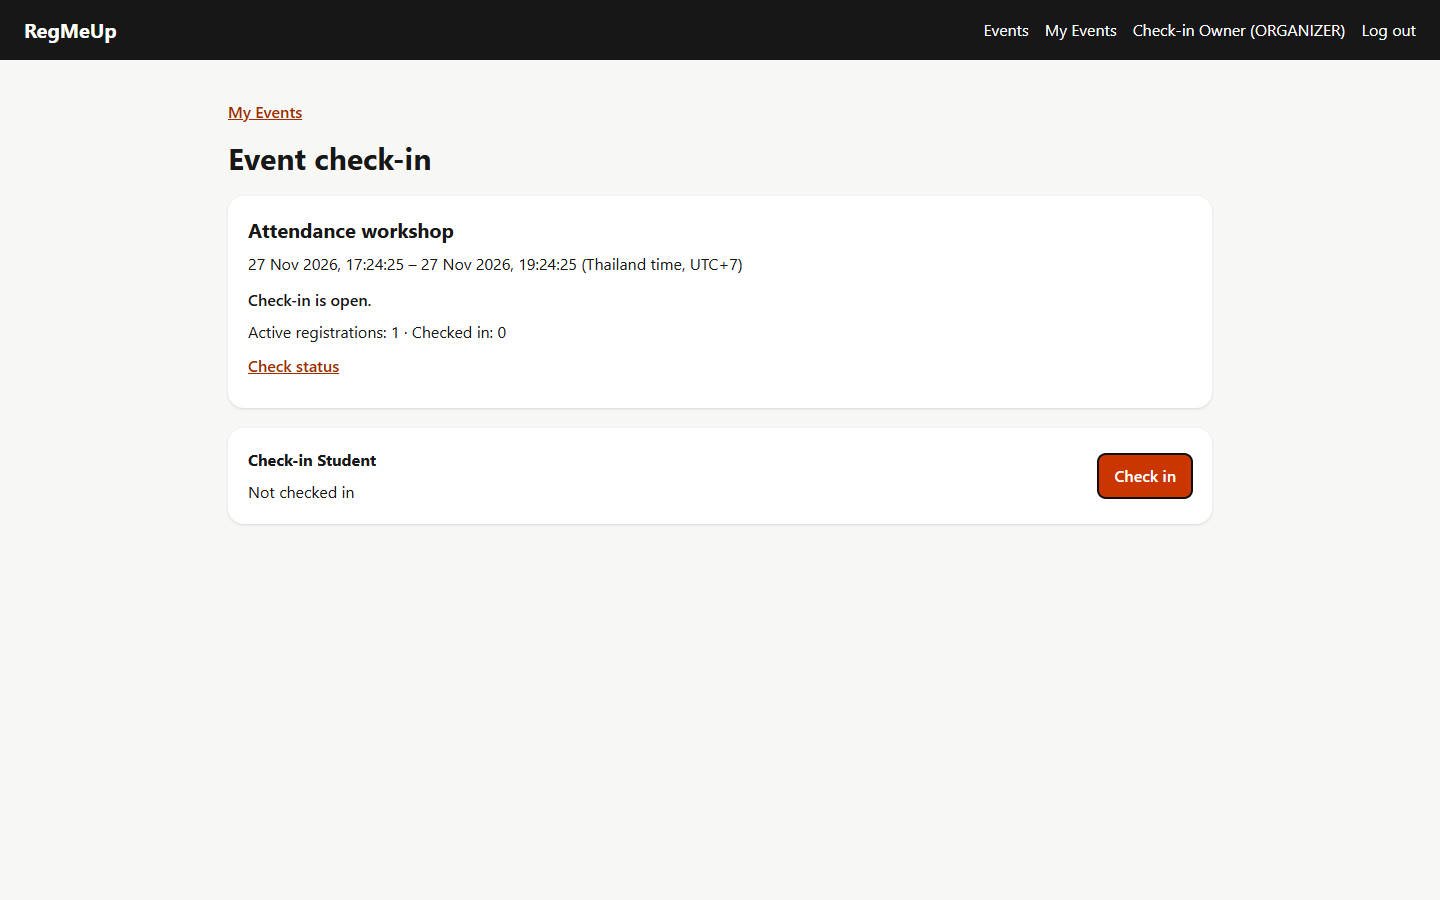 RegMeUp
Events My Events Check-in Owner (ORGANIZER) Log out
My Events
Event check-in
Attendance workshop
27 Nov 2026, 17:24:25 – 27 Nov 2026, 19:24:25 (Thailand time, UTC+7)
Check-in is open.
Active registrations: 1 · Checked in: 0
Check status
Check-in Student
Not checked in
Check in